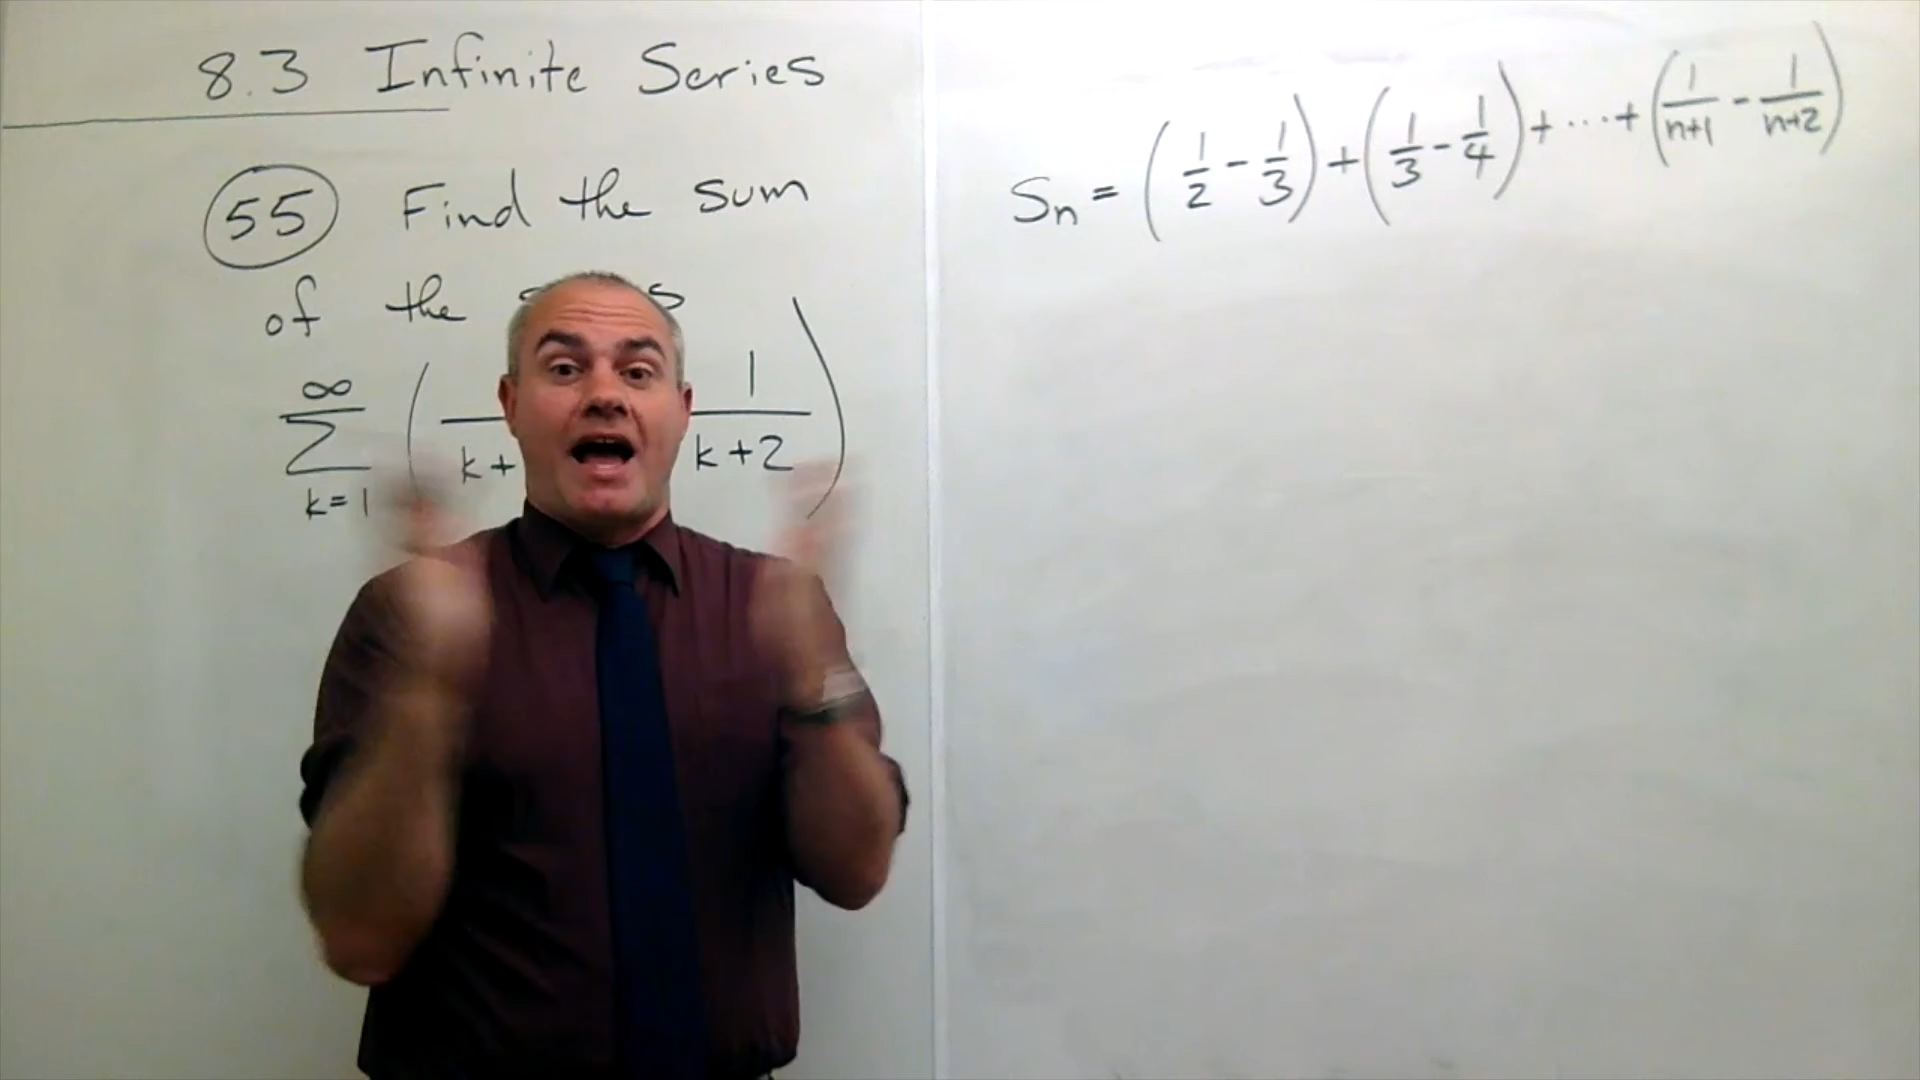 8.3 Infinite Series
55 Find the sum
of the
∞
Σ ( 1/(k+2) )
k=1
Sn = (1/2 - 1/3) + (1/3 - 1/4) + ... + (1/(n+1) - 1/(n+2))